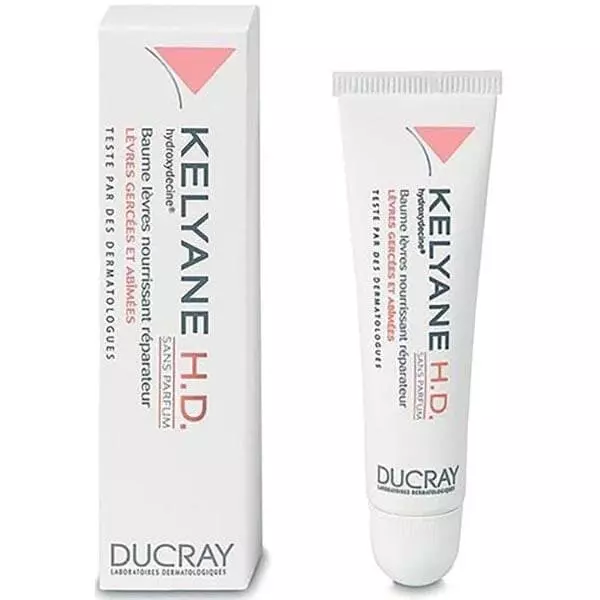 KELYANE H.D.
hydroxydecine® SANS PARFUM
Baume lèvres nourrissant réparateur
LÈVRES GERCÉES ET ABÎMÉES
TESTÉ PAR DES DERMATOLOGUES
DUCRAY
LABORATOIRES DERMATOLOGIQUES
KELYANE H.D.
hydroxydecine® SANS PARFUM
Baume lèvres nourrissant réparateur
LÈVRES GERCÉES ET ABÎMÉES
TESTÉ PAR DES DERMATOLOGUES
DUCRAY
LABORATOIRES DERMATOLOGIQUES